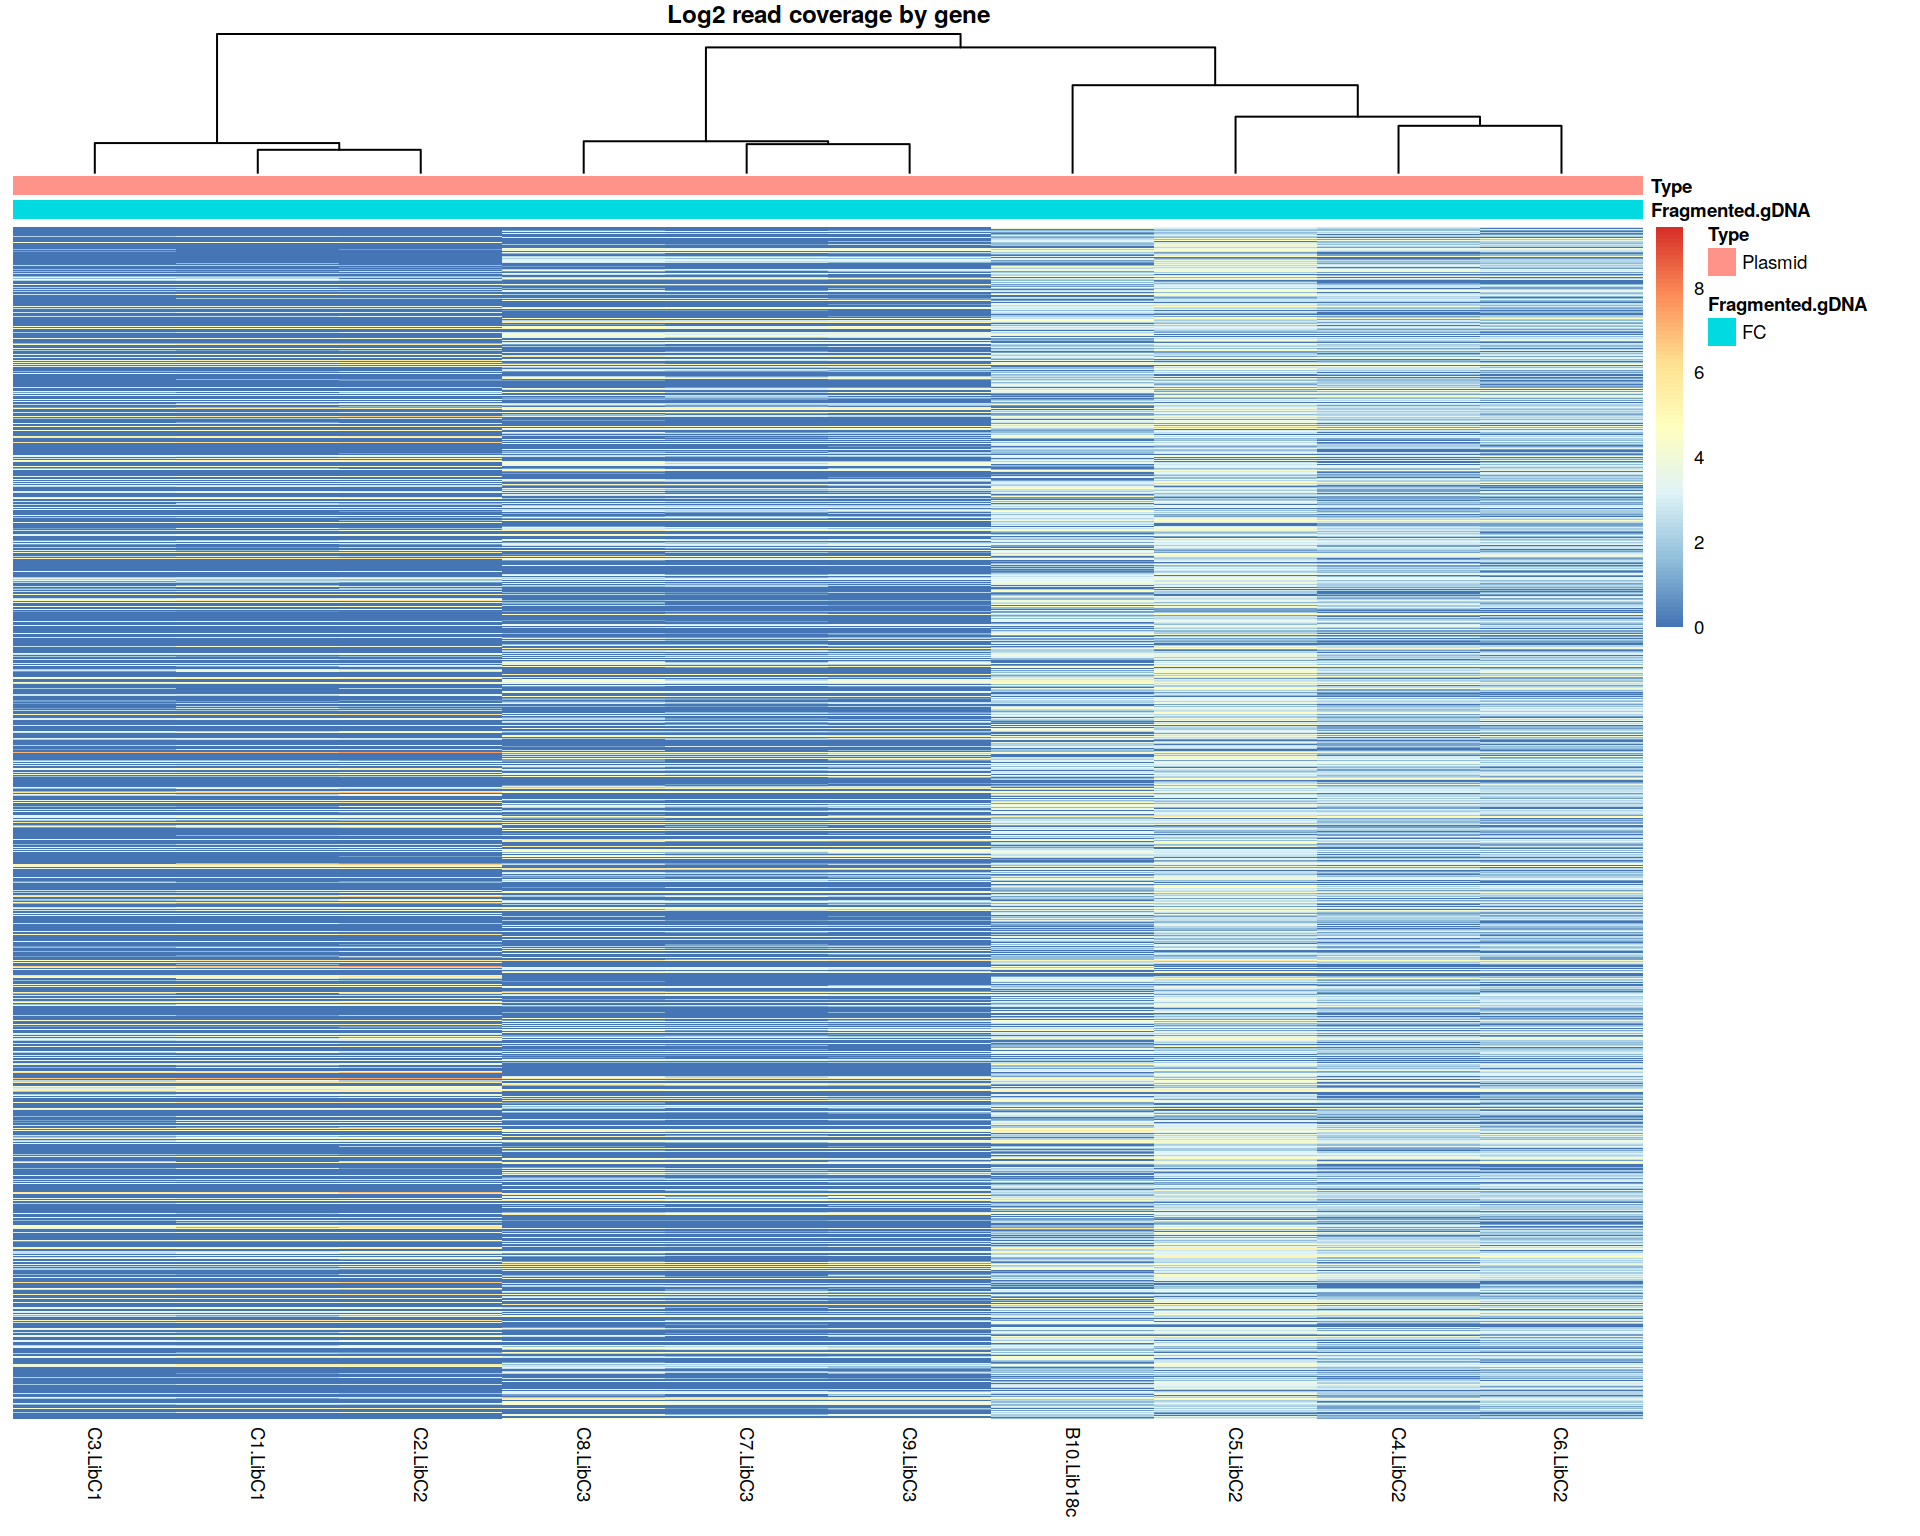 Log2 read coverage by gene
Type
Fragmented.gDNA
Type
Plasmid
Fragmented.gDNA
FC
8
6
4
2
0
C3.LibC1
C1.LibC1
C2.LibC2
C8.LibC3
C7.LibC3
C9.LibC3
B10.Lib18c
C5.LibC2
C4.LibC2
C6.LibC2